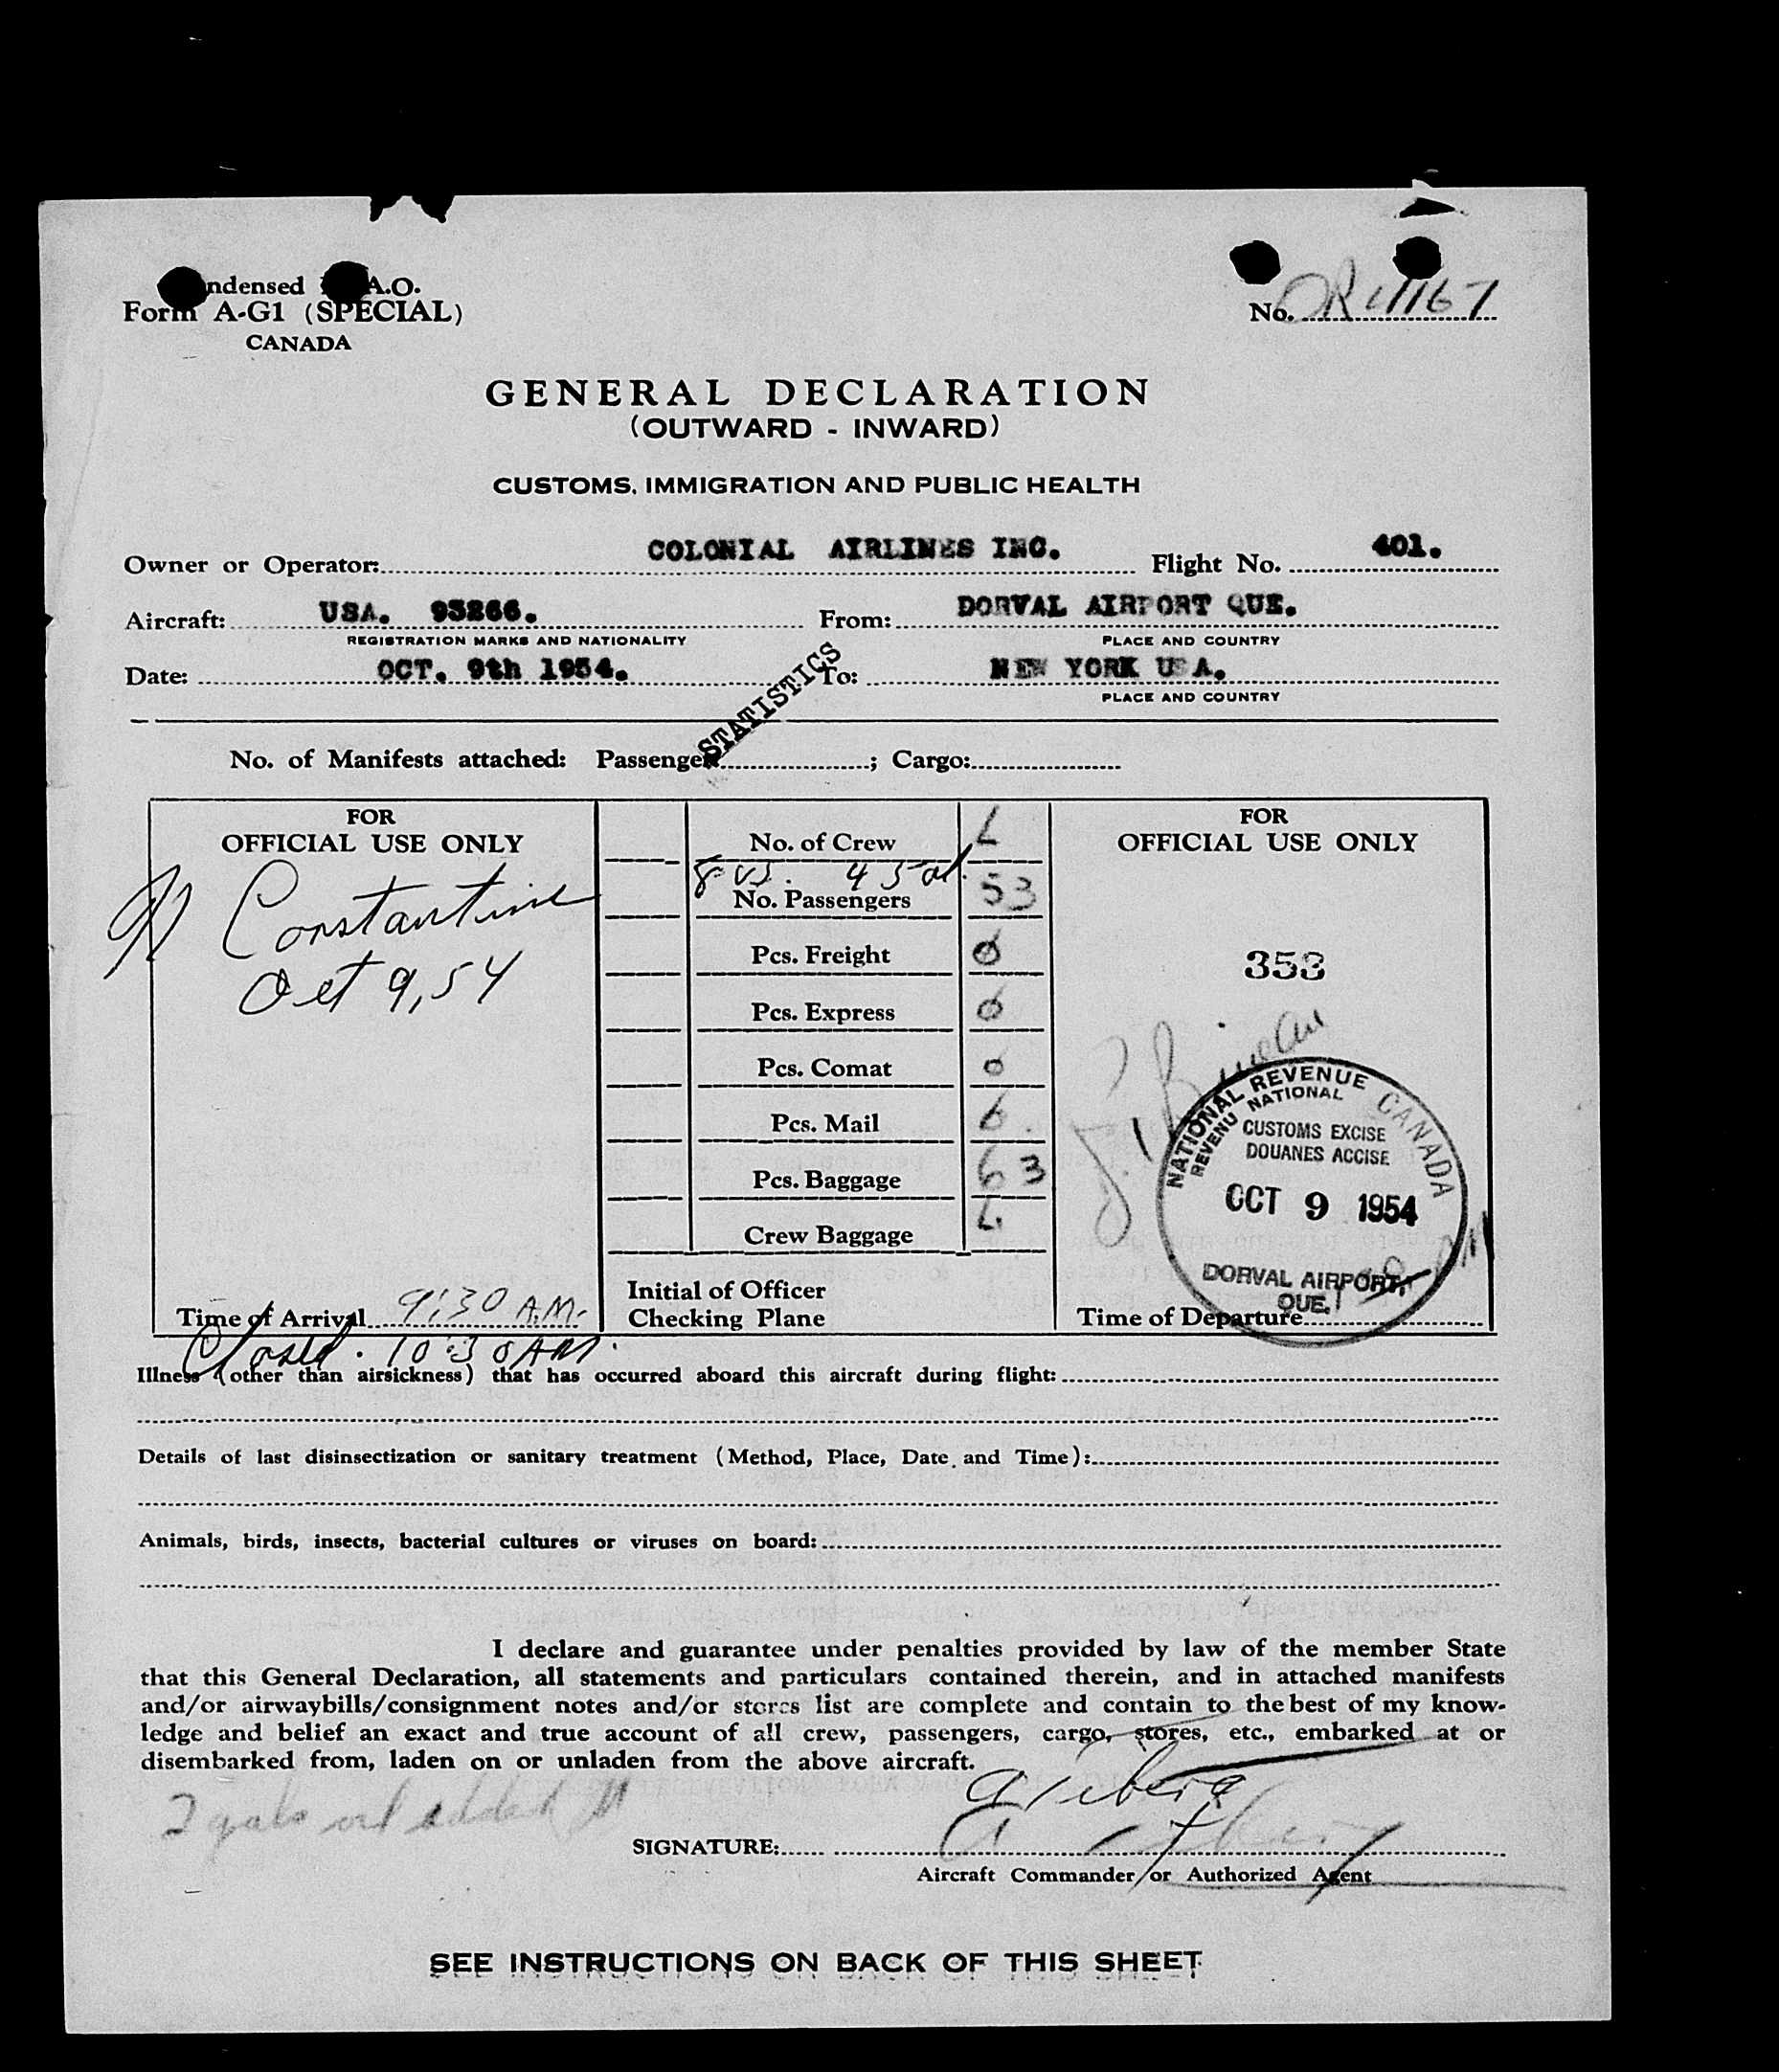 ndensed A.O.
Form A-G1 (SPECIAL)
CANADA
No.
GENERAL DECLARATION
(OUTWARD - INWARD)
CUSTOMS, IMMIGRATION AND PUBLIC HEALTH
Owner or Operator: COLONIAL AIRLINES INC. Flight No. 401.
Aircraft: USA. 93266. From: DORVAL AIRPORT QUE.
REGISTRATION MARKS AND NATIONALITY PLACE AND COUNTRY
Date: OCT. 9th 1954. To: NEW YORK USA.
PLACE AND COUNTRY
STATISTICS
No. of Manifests attached: Passenger ; Cargo:
FOR
OFFICIAL USE ONLY
Constantine
Oct 9, 54
Time of Arrival 9:30 A.M.
Closed. 10:30 AM.
No. of Crew
No. Passengers 53
Pcs. Freight 0
Pcs. Express 0
Pcs. Comat 0
Pcs. Mail
Pcs. Baggage 63
Crew Baggage
Initial of Officer
Checking Plane
FOR
OFFICIAL USE ONLY
353
NATIONAL REVENUE CANADA
REVENU NATIONAL
CUSTOMS EXCISE
DOUANES ACCISE
OCT 9 1954
DORVAL AIRPORT,
QUE.
Time of Departure
Illness (other than airsickness) that has occurred aboard this aircraft during flight:
Details of last disinsectization or sanitary treatment (Method, Place, Date and Time):
Animals, birds, insects, bacterial cultures or viruses on board:
I declare and guarantee under penalties provided by law of the member State
that this General Declaration, all statements and particulars contained therein, and in attached manifests
and/or airwaybills/consignment notes and/or stores list are complete and contain to the best of my know-
ledge and belief an exact and true account of all crew, passengers, cargo, stores, etc., embarked at or
disembarked from, laden on or unladen from the above aircraft.
2 gals oil added
SIGNATURE:
Aircraft Commander or Authorized Agent
SEE INSTRUCTIONS ON BACK OF THIS SHEET